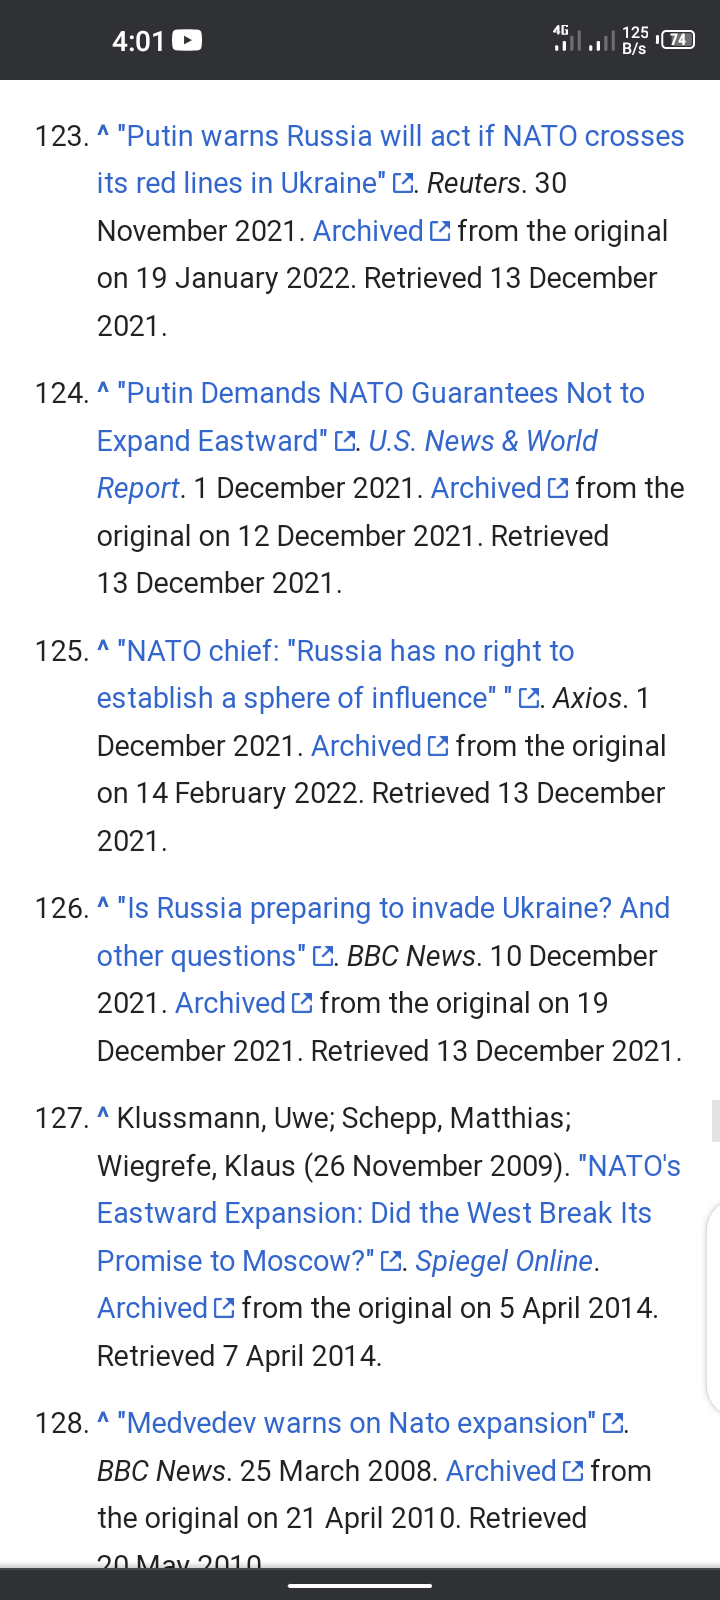 4:01
4G 125 B/s 74
123. ^ "Putin warns Russia will act if NATO crosses
its red lines in Ukraine". Reuters. 30
November 2021. Archived from the original
on 19 January 2022. Retrieved 13 December
2021.
124. ^ "Putin Demands NATO Guarantees Not to
Expand Eastward". U.S. News & World
Report. 1 December 2021. Archived from the
original on 12 December 2021. Retrieved
13 December 2021.
125. ^ "NATO chief: "Russia has no right to
establish a sphere of influence" ". Axios. 1
December 2021. Archived from the original
on 14 February 2022. Retrieved 13 December
2021.
126. ^ "Is Russia preparing to invade Ukraine? And
other questions". BBC News. 10 December
2021. Archived from the original on 19
December 2021. Retrieved 13 December 2021.
127. ^ Klussmann, Uwe; Schepp, Matthias;
Wiegrefe, Klaus (26 November 2009). "NATO's
Eastward Expansion: Did the West Break Its
Promise to Moscow?". Spiegel Online.
Archived from the original on 5 April 2014.
Retrieved 7 April 2014.
128. ^ "Medvedev warns on Nato expansion".
BBC News. 25 March 2008. Archived from
the original on 21 April 2010. Retrieved
20 May 2010